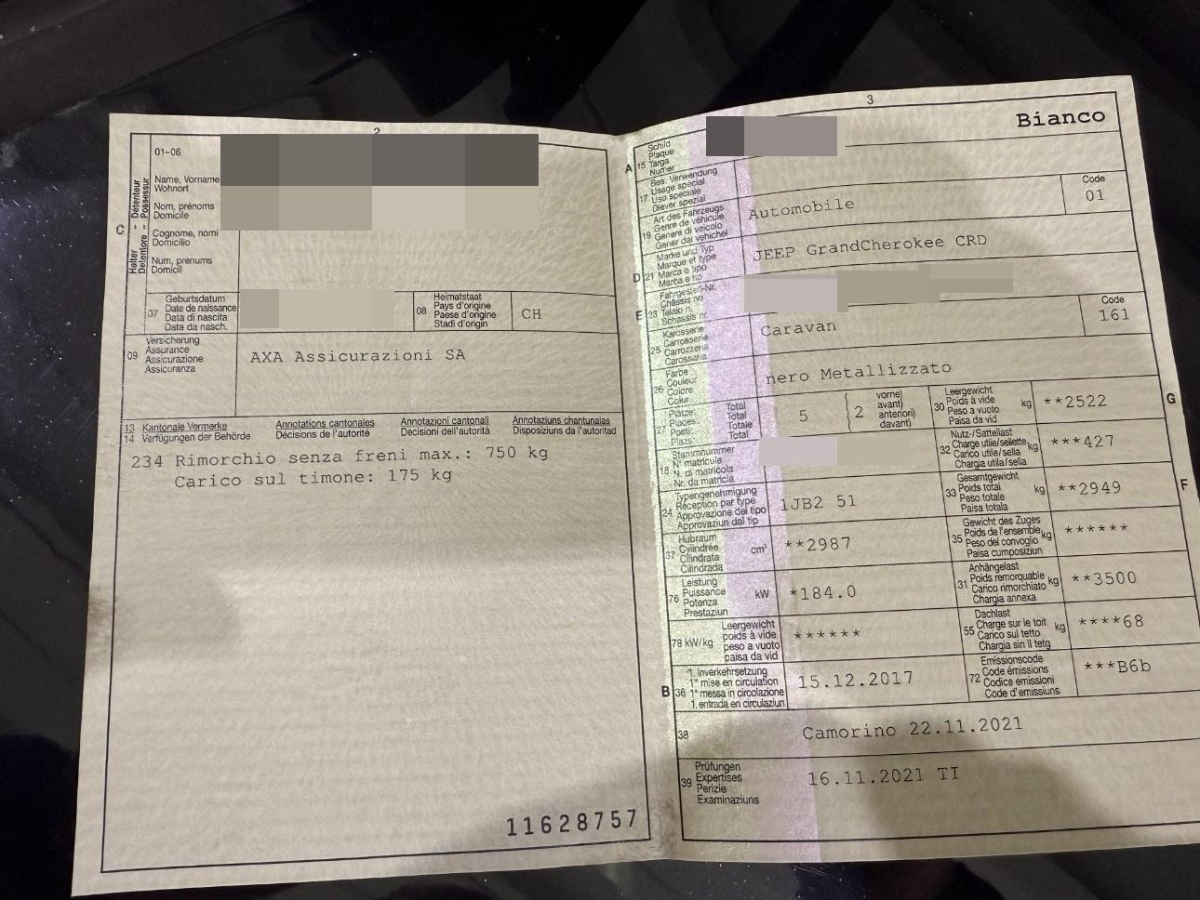 2
01-06
Halter Détenteur
Detentore - Possessur
C
Name, Vorname
Wohnort
Nom, prénoms
Domicile
Cognome, nomi
Domicilio
Num, prenums
Domicil
37
Geburtsdatum
Date de naissance
Data di nascita
Data da nasch.
08
Heimatstaat
Pays d'origine
Paese d'origine
Stadi d'origin
CH
09
Versicherung
Assurance
Assicurazione
Assicuranza
AXA Assicurazioni SA
13 Kantonale Vermerke Annotations cantonales Annotazioni cantonali Annotaziuns chantunalas
14 Verfügungen der Behörde Décisions de l'autorité Decisioni dell'autorità Disposiziuns da l'autoritad
234 Rimorchio senza freni max.: 750 kg
Carico sul timone: 175 kg
11628757
3
Bianco
A 15
Schild
Plaque
Targa
Numer
17
Bes. Verwendung
Usage spécial
Uso speciale
Diever spezial
19
Art des Fahrzeugs
Genre de véhicule
Genere di veicolo
Gener dal vehichel
Automobile
Code
01
D 21
Marke und Typ
Marque et type
Marca e tipo
Marca e tip
JEEP GrandCherokee CRD
E 23
Fahrgestell-Nr.
Châssis no
Telaio n.
Schassis nr.
25
Karosserie
Carrosserie
Carrozzeria
Carossaria
Caravan
Code
161
26
Farbe
Couleur
Colore
Colur
nero Metallizzato
27
Plätze: Total
Places: Total
Posti: Totale
Plazs: Total
5
2
vorne)
avant)
anteriori)
davant)
30
Leergewicht
Poids à vide
Peso a vuoto
Paisa da vid
kg
**2522
G
18
Stammnummer
N° matricule
N. di matricola
Nr. da matricla
32
Nutz-/Sattellast
Charge utile/sellette
Carico utile/sella
Chargia utila/sella
kg
***427
24
Typengenehmigung
Réception par type
Approvazione del tipo
Approvaziun dal tip
1JB2 51
33
Gesamtgewicht
Poids total
Peso totale
Paisa totala
kg
**2949
F
37
Hubraum
Cylindrée
Cilindrata
Cilindrada
cm³
**2987
35
Gewicht des Zuges
Poids de l'ensemble
Peso del convoglio
Paisa cumposiziun
kg
******
76
Leistung
Puissance
Potenza
Prestaziun
kW
*184.0
31
Anhängelast
Poids remorquable
Carico rimorchiato
Chargia annexa
kg
**3500
78 kW/kg
Leergewicht
poids à vide
peso a vuoto
paisa da vid
******
55
Dachlast
Charge sur le toit
Carico sul tetto
Chargia sin il tetg
kg
****68
B 36
1. Inverkehrsetzung
1° mise en circulation
1° messa in circolazione
1. entrada en circulaziun
15.12.2017
72
Emissionscode
Code émissions
Codice emissioni
Code d'emissiuns
***B6b
38
Camorino 22.11.2021
39
Prüfungen
Expertises
Perizie
Examinaziuns
16.11.2021 TI